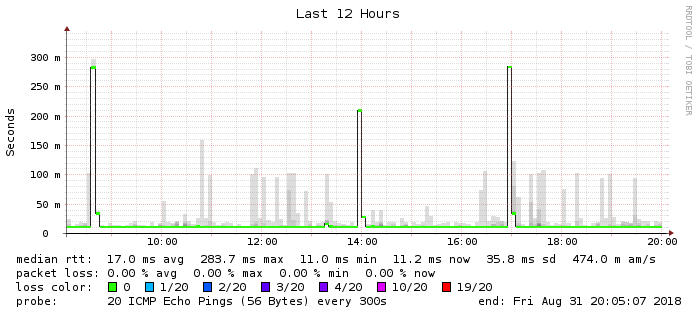 Last 12 Hours
RRDTOOL / TOBI OETIKER
Seconds
300 m
250 m
200 m
150 m
100 m
50 m
0
10:00 12:00 14:00 16:00 18:00 20:00
median rtt: 17.0 ms avg 283.7 ms max 11.0 ms min 11.2 ms now 35.8 ms sd 474.0 m am/s
packet loss: 0.00 % avg 0.00 % max 0.00 % min 0.00 % now
loss color: 0 1/20 2/20 3/20 4/20 10/20 19/20
probe: 20 ICMP Echo Pings (56 Bytes) every 300s end: Fri Aug 31 20:05:07 2018